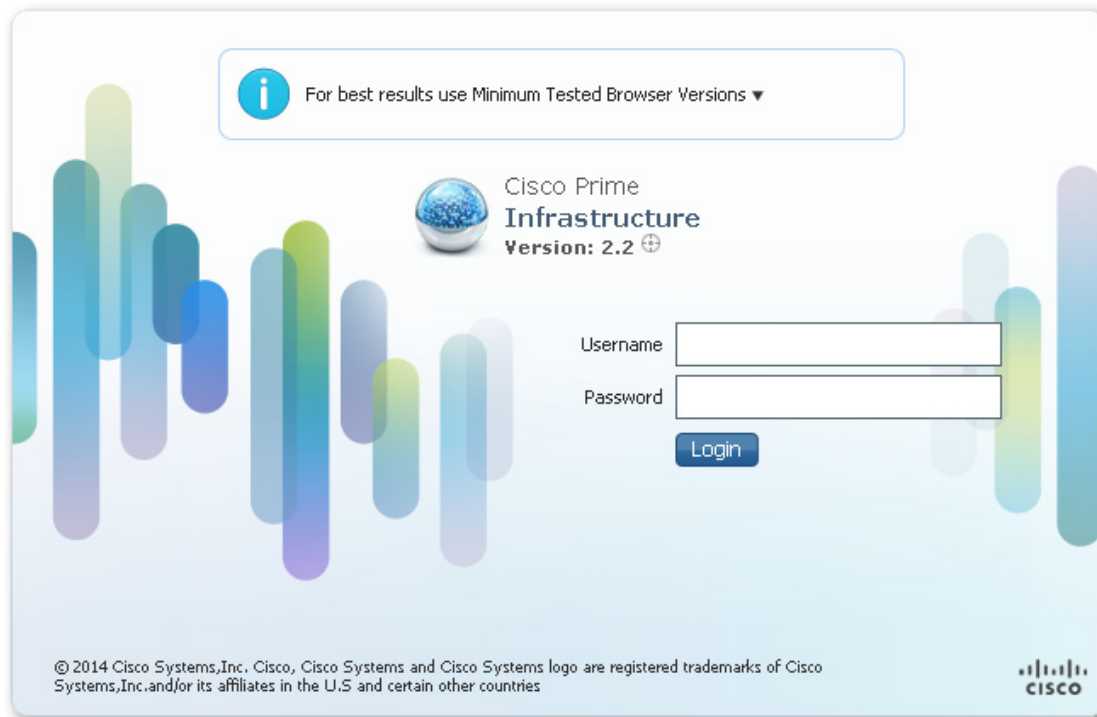 For best results use Minimum Tested Browser Versions
Cisco Prime
Infrastructure
Version: 2.2
Username
Password
Login
© 2014 Cisco Systems,Inc. Cisco, Cisco Systems and Cisco Systems logo are registered trademarks of Cisco
Systems,Inc.and/or its affiliates in the U.S and certain other countries
CISCO